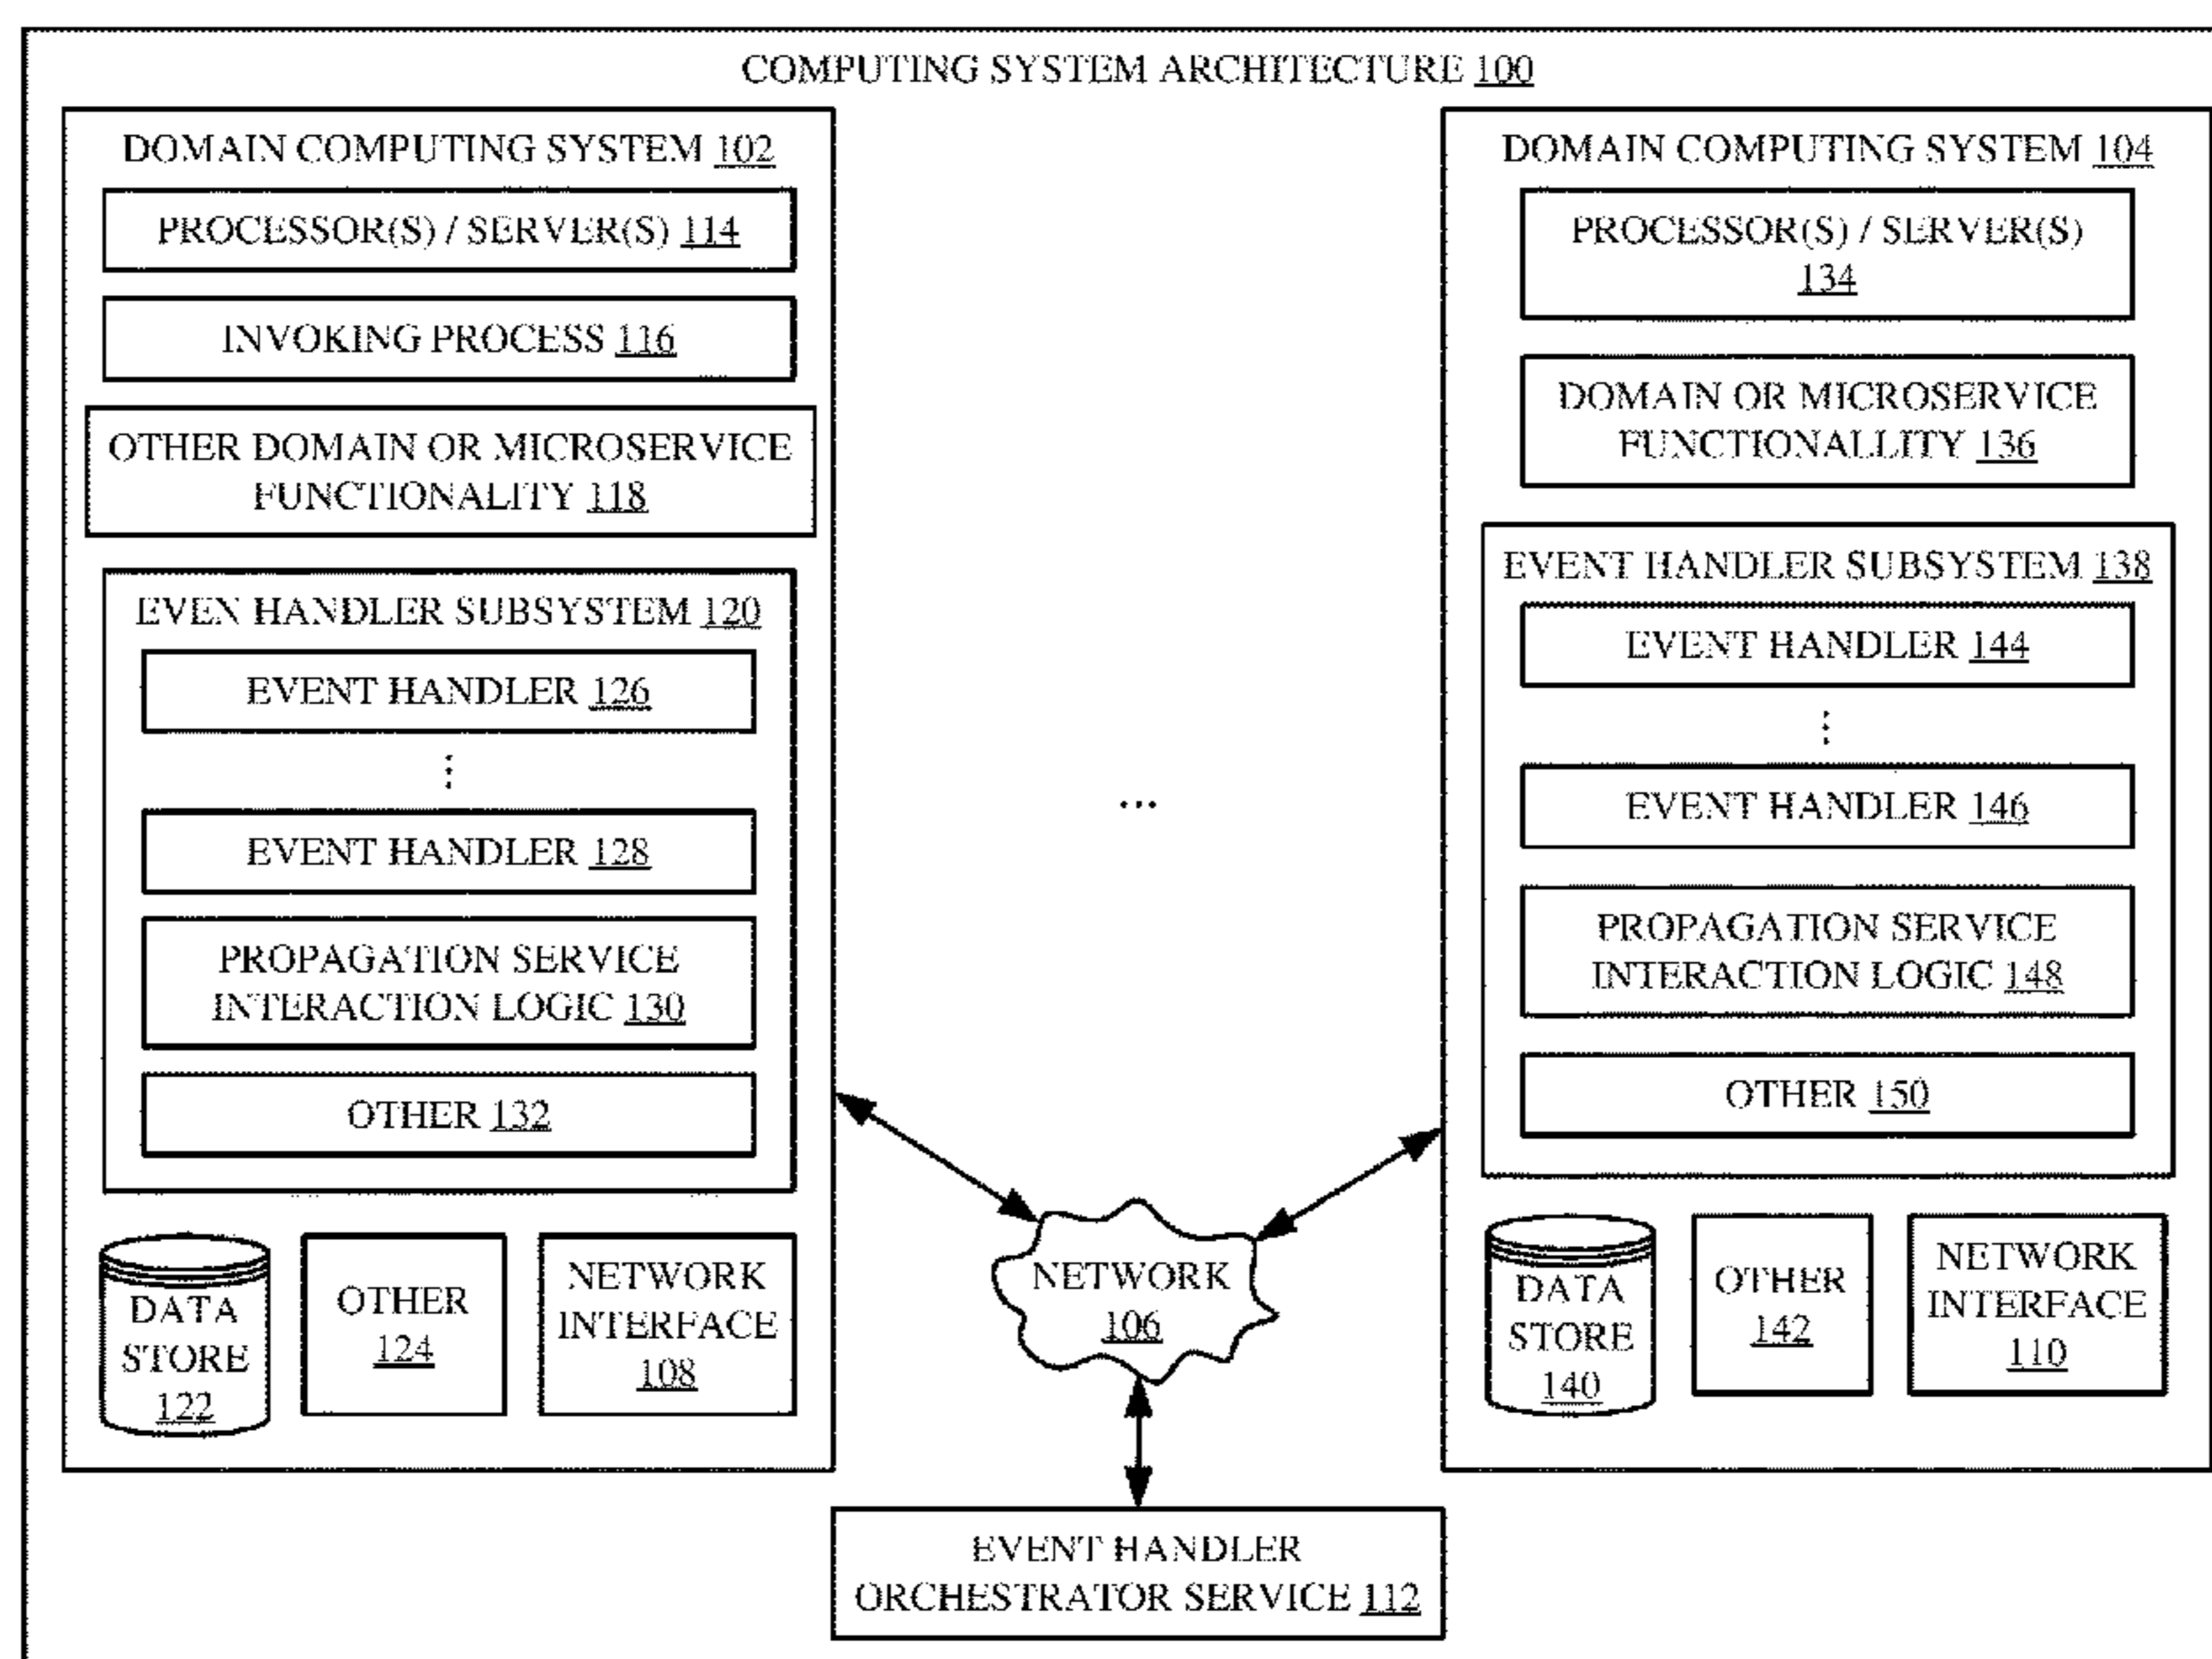 COMPUTING SYSTEM ARCHITECTURE 100
DOMAIN COMPUTING SYSTEM 102
PROCESSOR(S) / SERVER(S) 114
INVOKING PROCESS 116
OTHER DOMAIN OR MICROSERVICE
FUNCTIONALITY 118
EVEN HANDLER SUBSYSTEM 120
EVENT HANDLER 126
⋮
EVENT HANDLER 128
PROPAGATION SERVICE
INTERACTION LOGIC 130
OTHER 132
DATA
STORE
122
OTHER
124
NETWORK
INTERFACE
108
...
NETWORK
106
EVENT HANDLER
ORCHESTRATOR SERVICE 112
DOMAIN COMPUTING SYSTEM 104
PROCESSOR(S) / SERVER(S)
134
DOMAIN OR MICROSERVICE
FUNCTIONALLITY 136
EVENT HANDLER SUBSYSTEM 138
EVENT HANDLER 144
⋮
EVENT HANDLER 146
PROPAGATION SERVICE
INTERACTION LOGIC 148
OTHER 150
DATA
STORE
140
OTHER
142
NETWORK
INTERFACE
110